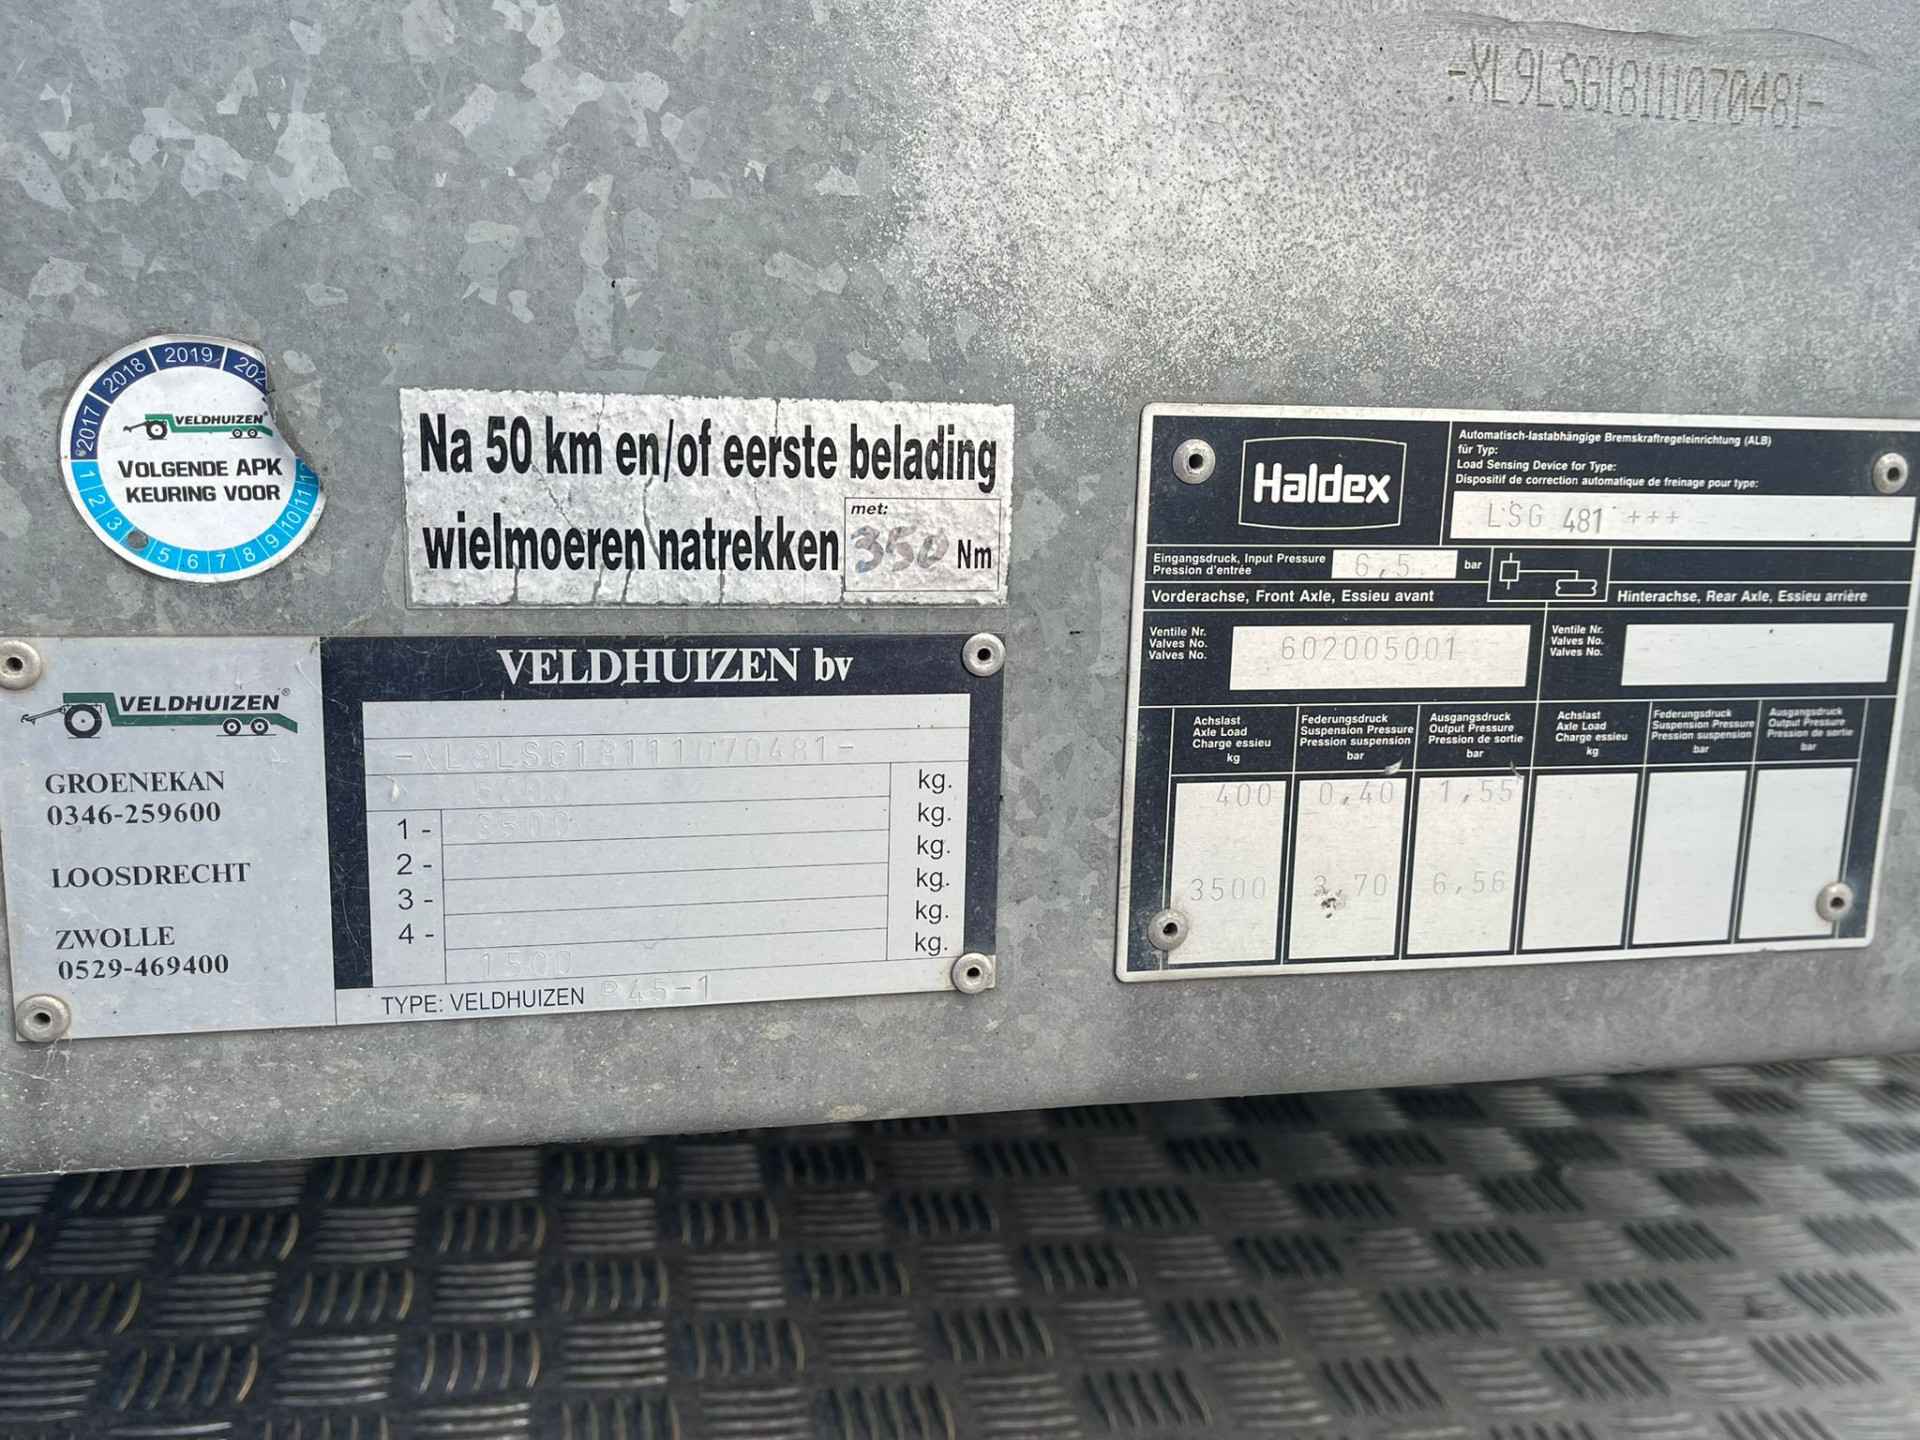 -XL9LSG18111070481-
2017 2018 2019 202
VELDHUIZEN®
VOLGENDE APK
KEURING VOOR
1 2 3 5 6 7 8 9 10 11 1
Na 50 km en/of eerste belading
wielmoeren natrekken met: 350 Nm
Haldex
Automatisch-lastabhängige Bremskraftregeleinrichtung (ALB)
für Typ:
Load Sensing Device for Type:
Dispositif de correction automatique de freinage pour type:
LSG 481 +++
Eingangsdruck, Input Pressure
Pression d'entrée
6,5 bar
Vorderachse, Front Axle, Essieu avant
Hinterachse, Rear Axle, Essieu arrière
Ventile Nr.
Valves No.
Valves No.
602005001
Ventile Nr.
Valves No.
Valves No.
Achslast
Axle Load
Charge essieu
kg
Federungsdruck
Suspension Pressure
Pression suspension
bar
Ausgangsdruck
Output Pressure
Pression de sortie
bar
Achslast
Axle Load
Charge essieu
kg
Federungsdruck
Suspension Pressure
Pression suspension
bar
Ausgangsdruck
Output Pressure
Pression de sortie
bar
400 0,40 1,55
3500 3,70 6,56
VELDHUIZEN®
GROENEKAN
0346-259600
LOOSDRECHT
ZWOLLE
0529-469400
VELDHUIZEN bv
-XL9LSG18111070481-
kg.
1- 3500 kg.
2- kg.
3- kg.
4- kg.
1500 kg.
TYPE: VELDHUIZEN P45-1